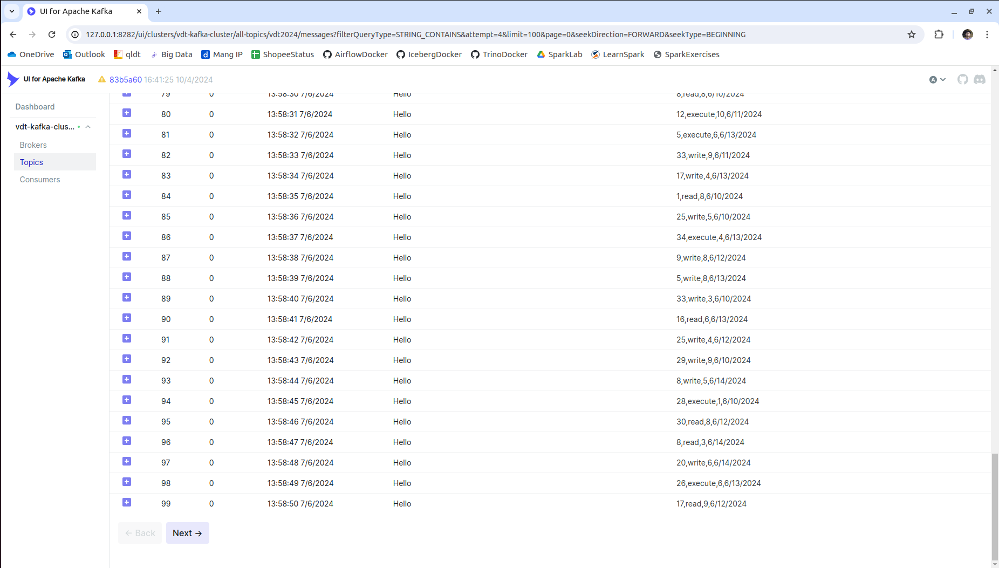 UI for Apache Kafka
127.0.0.1:8282/ui/clusters/vdt-kafka-cluster/all-topics/vdt2024/messages?filterQueryType=STRING_CONTAINS&attempt=4&limit=100&page=0&seekDirection=FORWARD&seekType=BEGINNING
OneDrive Outlook qldt Big Data Mang IP ShopeeStatus AirflowDocker IcebergDocker TrinoDocker SparkLab LearnSpark SparkExercises
UI for Apache Kafka 83b5a60 16:41:25 10/4/2024 A
Dashboard
vdt-kafka-clus...
Brokers
Topics
Consumers
79 0 13:58:30 7/6/2024 Hello 8,read,8,6/10/2024
80 0 13:58:31 7/6/2024 Hello 12,execute,10,6/11/2024
81 0 13:58:32 7/6/2024 Hello 5,execute,6,6/13/2024
82 0 13:58:33 7/6/2024 Hello 33,write,9,6/11/2024
83 0 13:58:34 7/6/2024 Hello 17,write,4,6/13/2024
84 0 13:58:35 7/6/2024 Hello 1,read,8,6/10/2024
85 0 13:58:36 7/6/2024 Hello 25,write,5,6/10/2024
86 0 13:58:37 7/6/2024 Hello 34,execute,4,6/13/2024
87 0 13:58:38 7/6/2024 Hello 9,write,8,6/12/2024
88 0 13:58:39 7/6/2024 Hello 5,write,8,6/13/2024
89 0 13:58:40 7/6/2024 Hello 33,write,3,6/10/2024
90 0 13:58:41 7/6/2024 Hello 16,read,6,6/13/2024
91 0 13:58:42 7/6/2024 Hello 25,write,4,6/12/2024
92 0 13:58:43 7/6/2024 Hello 29,write,9,6/10/2024
93 0 13:58:44 7/6/2024 Hello 8,write,5,6/14/2024
94 0 13:58:45 7/6/2024 Hello 28,execute,1,6/10/2024
95 0 13:58:46 7/6/2024 Hello 30,read,8,6/12/2024
96 0 13:58:47 7/6/2024 Hello 8,read,3,6/14/2024
97 0 13:58:48 7/6/2024 Hello 20,write,6,6/14/2024
98 0 13:58:49 7/6/2024 Hello 26,execute,6,6/13/2024
99 0 13:58:50 7/6/2024 Hello 17,read,9,6/12/2024
← Back Next →